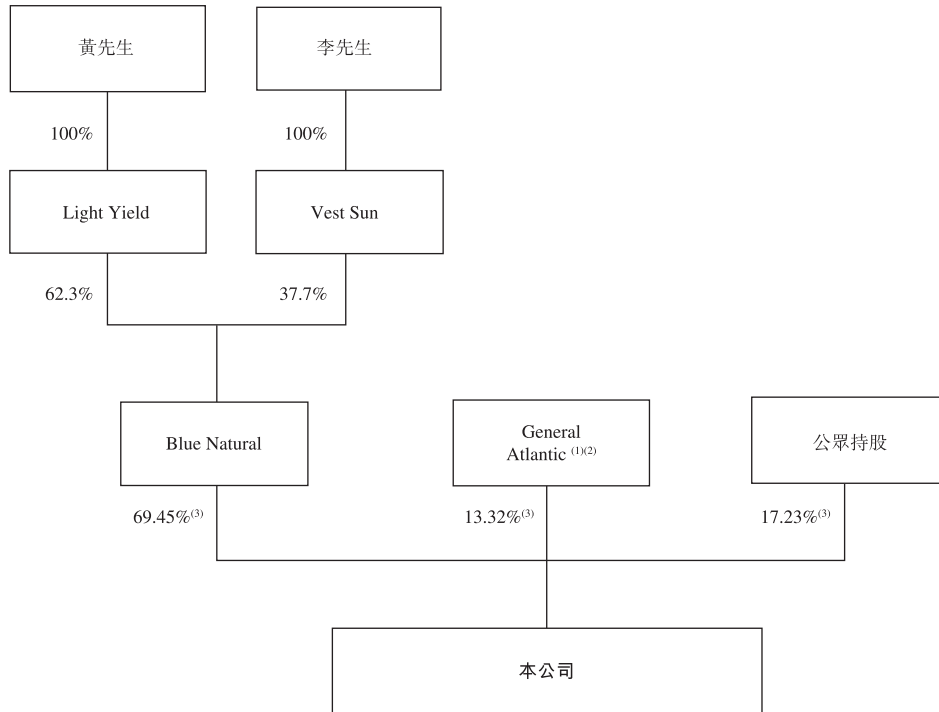 黃先生
李先生
100%
100%
Light Yield
Vest Sun
62.3%
37.7%
Blue Natural
General
Atlantic (1)(2)
公眾持股
69.45%(3)
13.32%(3)
17.23%(3)
本公司